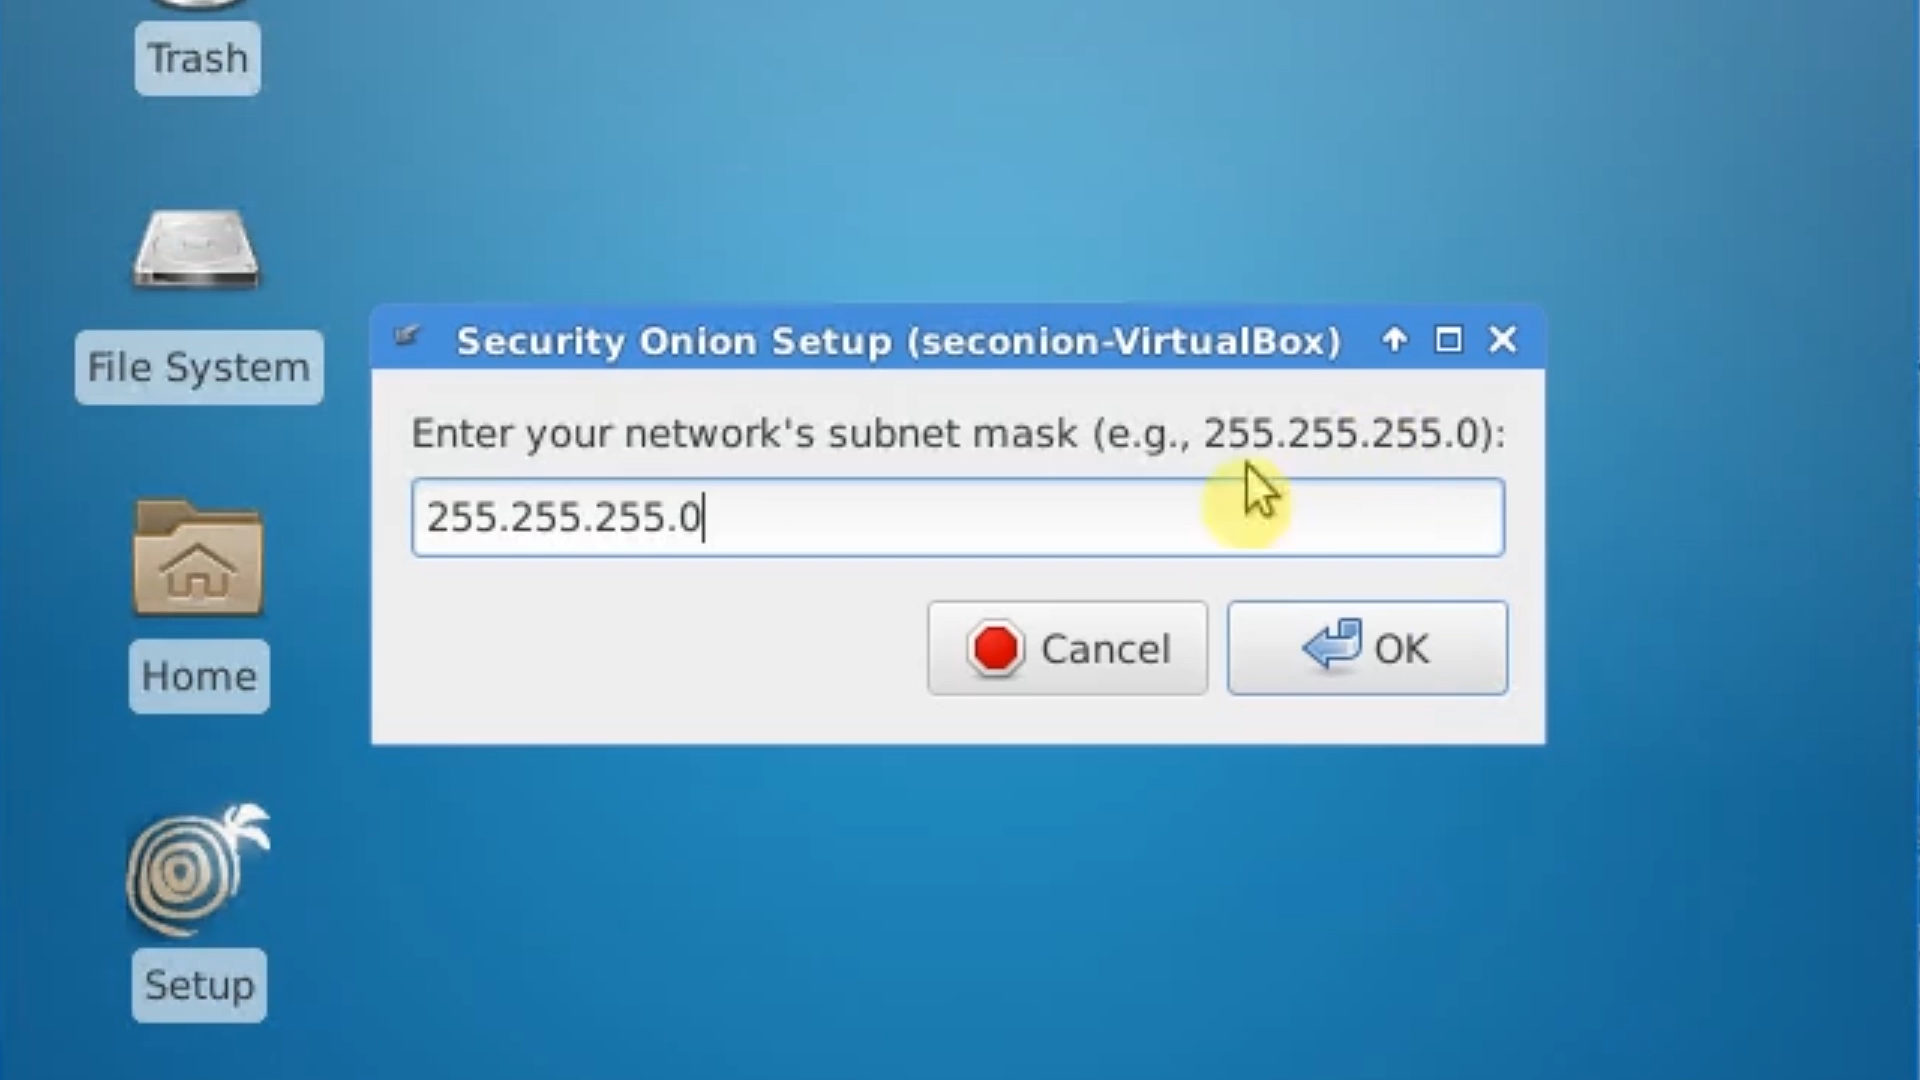 Trash
File System
Home
Setup
Security Onion Setup (seconion-VirtualBox)
Enter your network's subnet mask (e.g., 255.255.255.0):
255.255.255.0
Cancel
OK